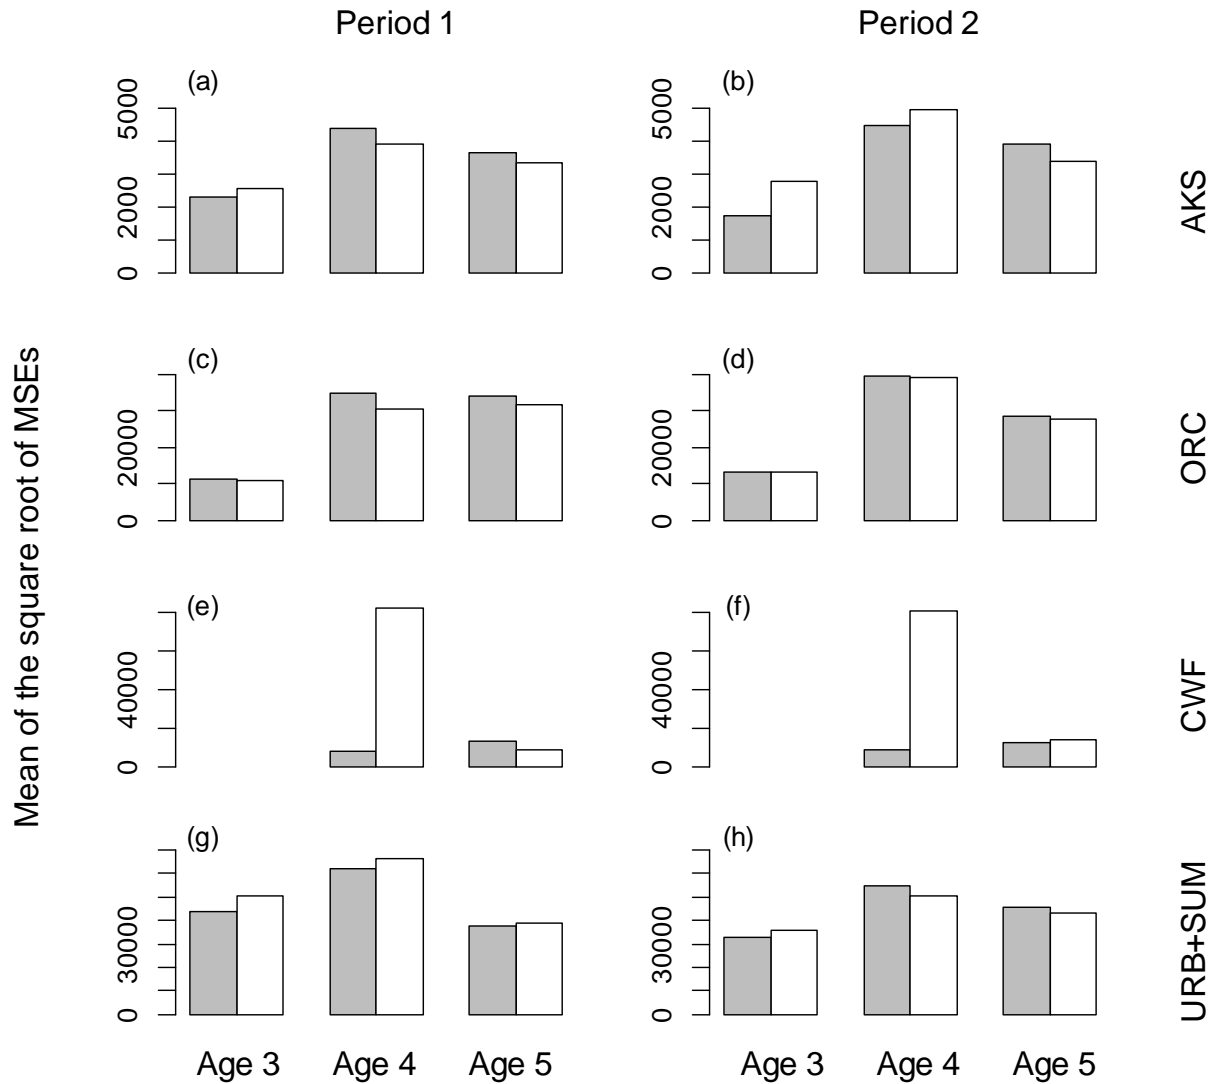 Period 1
Period 2
Mean of the square root of MSEs
(a)
0 2000 5000
(b)
0 2000 5000
AKS
(c)
0 20000
(d)
0 20000
ORC
(e)
0 40000
(f)
0 40000
CWF
(g)
0 30000
(h)
0 30000
URB+SUM
Age 3 Age 4 Age 5
Age 3 Age 4 Age 5